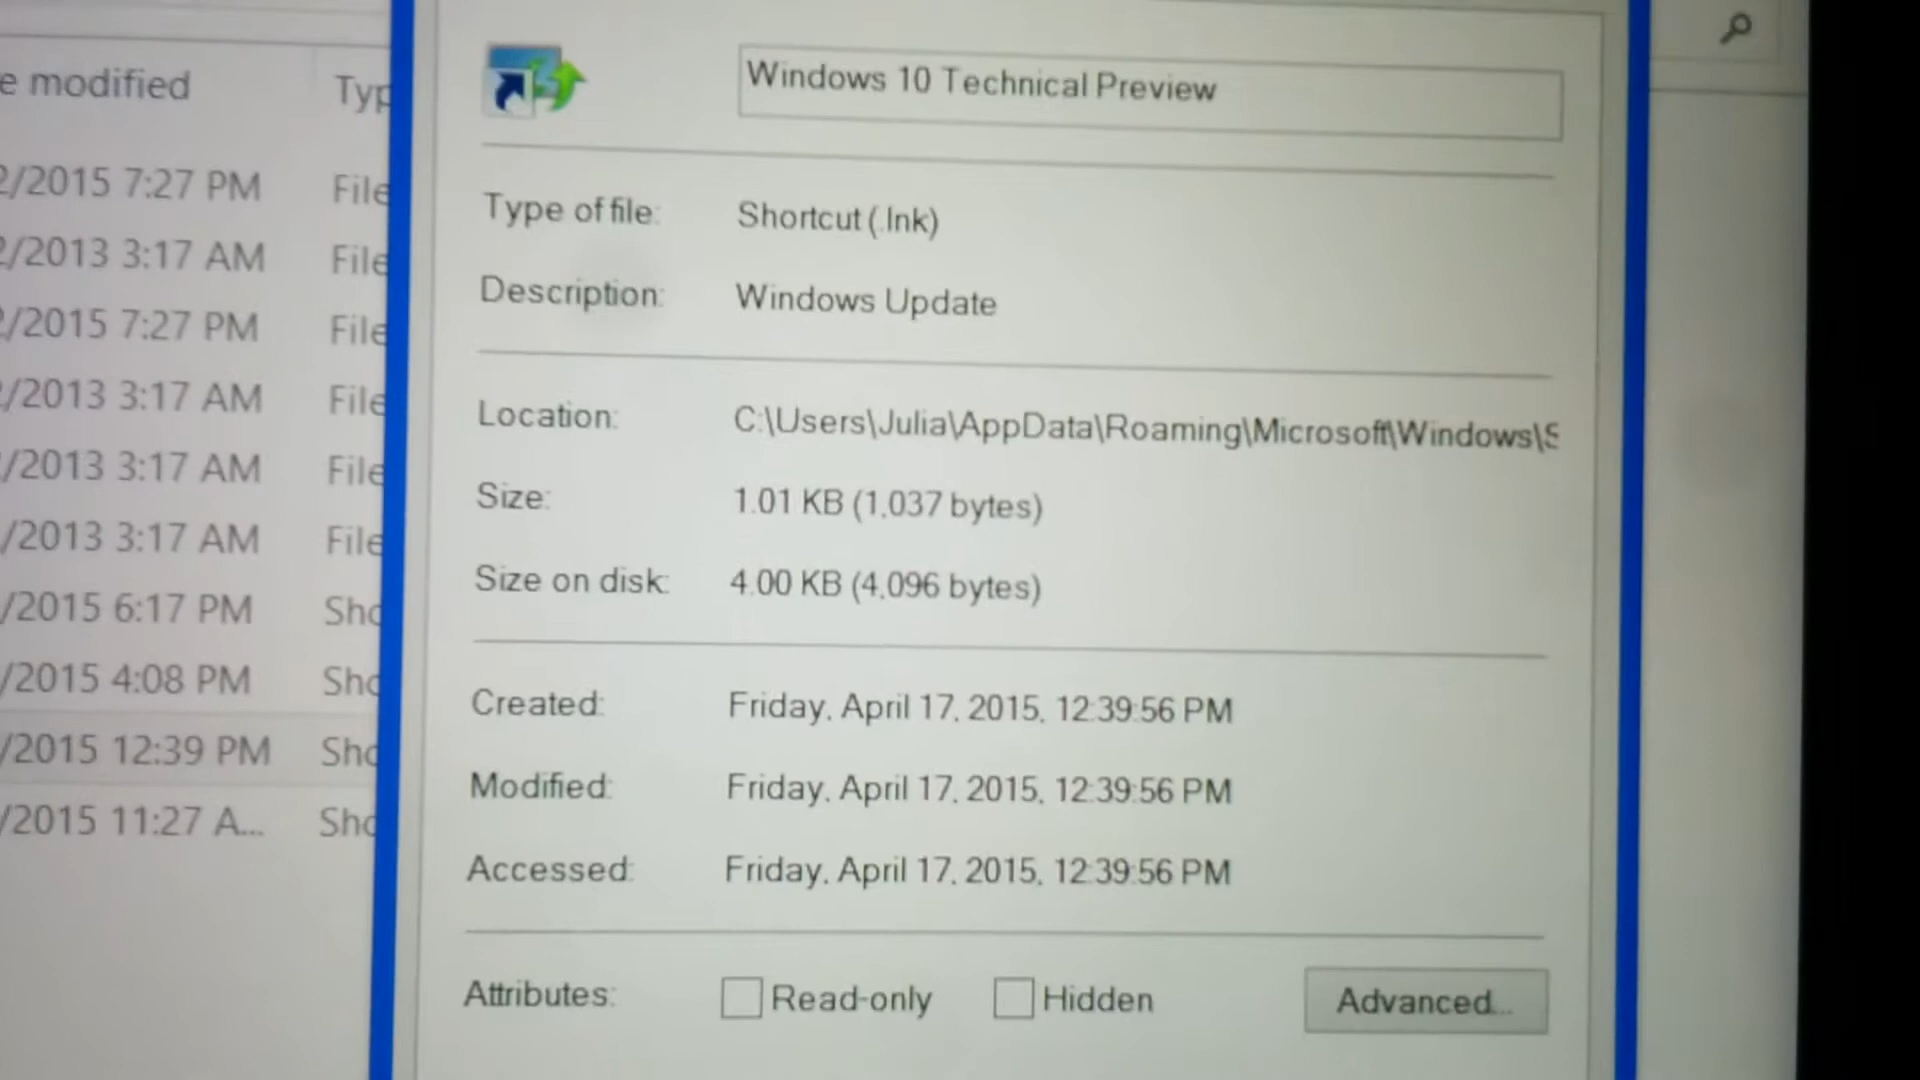 e modified Typ
2/2015 7:27 PM File
2/2013 3:17 AM File
2/2015 7:27 PM File
/2013 3:17 AM File
/2013 3:17 AM File
/2013 3:17 AM File
/2015 6:17 PM Sho
/2015 4:08 PM Sho
/2015 12:39 PM Sho
/2015 11:27 A... Sho
Windows 10 Technical Preview
Type of file: Shortcut (.lnk)
Description: Windows Update
Location: C:\Users\Julia\AppData\Roaming\Microsoft\Windows\S
Size: 1.01 KB (1,037 bytes)
Size on disk: 4.00 KB (4,096 bytes)
Created: Friday, April 17, 2015, 12:39:56 PM
Modified: Friday, April 17, 2015, 12:39:56 PM
Accessed: Friday, April 17, 2015, 12:39:56 PM
Attributes: Read-only Hidden Advanced...